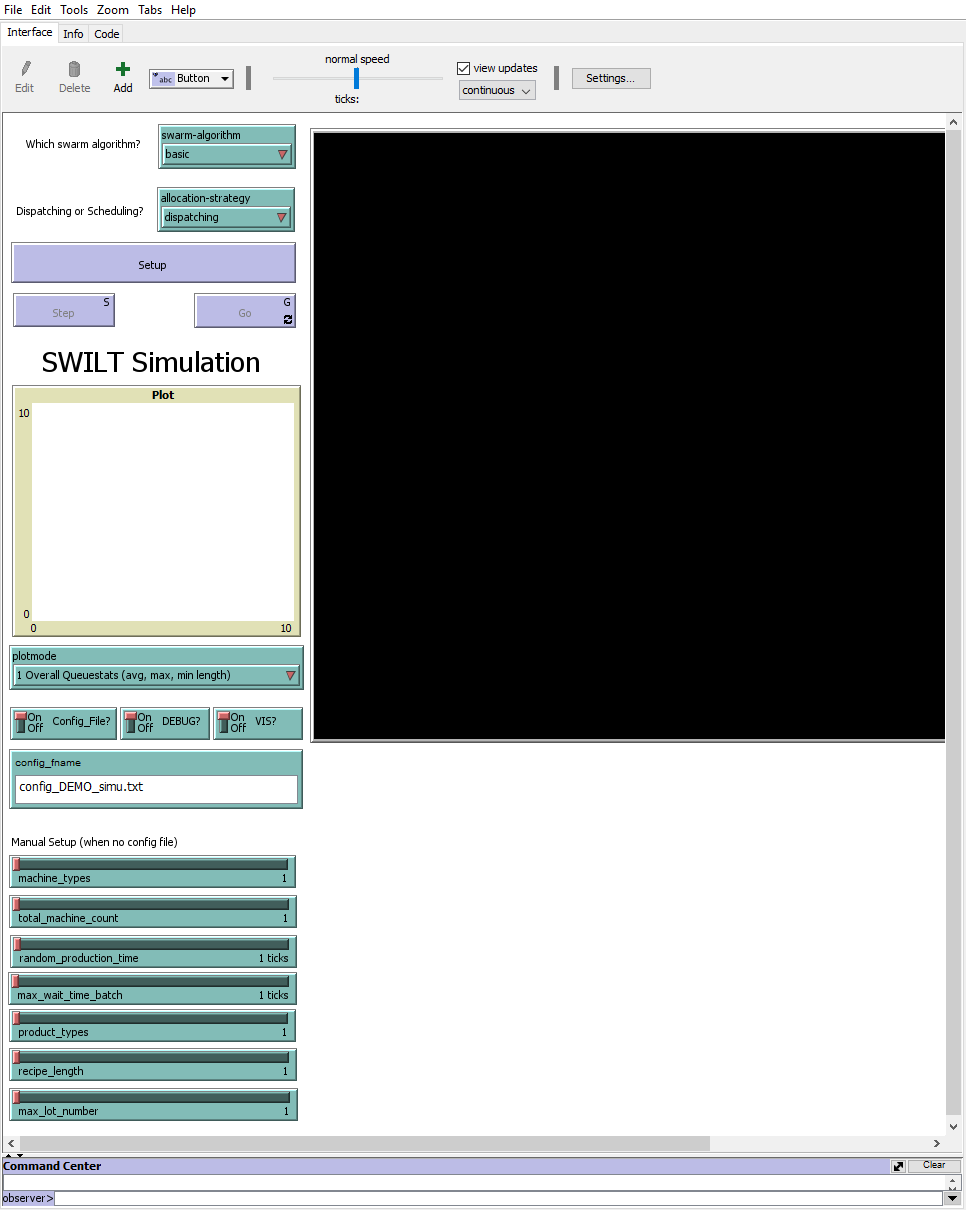 File Edit Tools Zoom Tabs Help
Interface Info Code
normal speed
view updates
Edit Delete Add abc Button continuous Settings...
ticks:
Which swarm algorithm?
swarm-algorithm
basic
Dispatching or Scheduling?
allocation-strategy
dispatching
Setup
Step S
Go G
SWILT Simulation
Plot
10
0
0 10
plotmode
1 Overall Queuestats (avg, max, min length)
On Off Config_File?
On Off DEBUG?
On Off VIS?
config_fname
config_DEMO_simu.txt
Manual Setup (when no config file)
machine_types 1
total_machine_count 1
random_production_time 1 ticks
max_wait_time_batch 1 ticks
product_types 1
recipe_length 1
max_lot_number 1
Command Center Clear
observer>